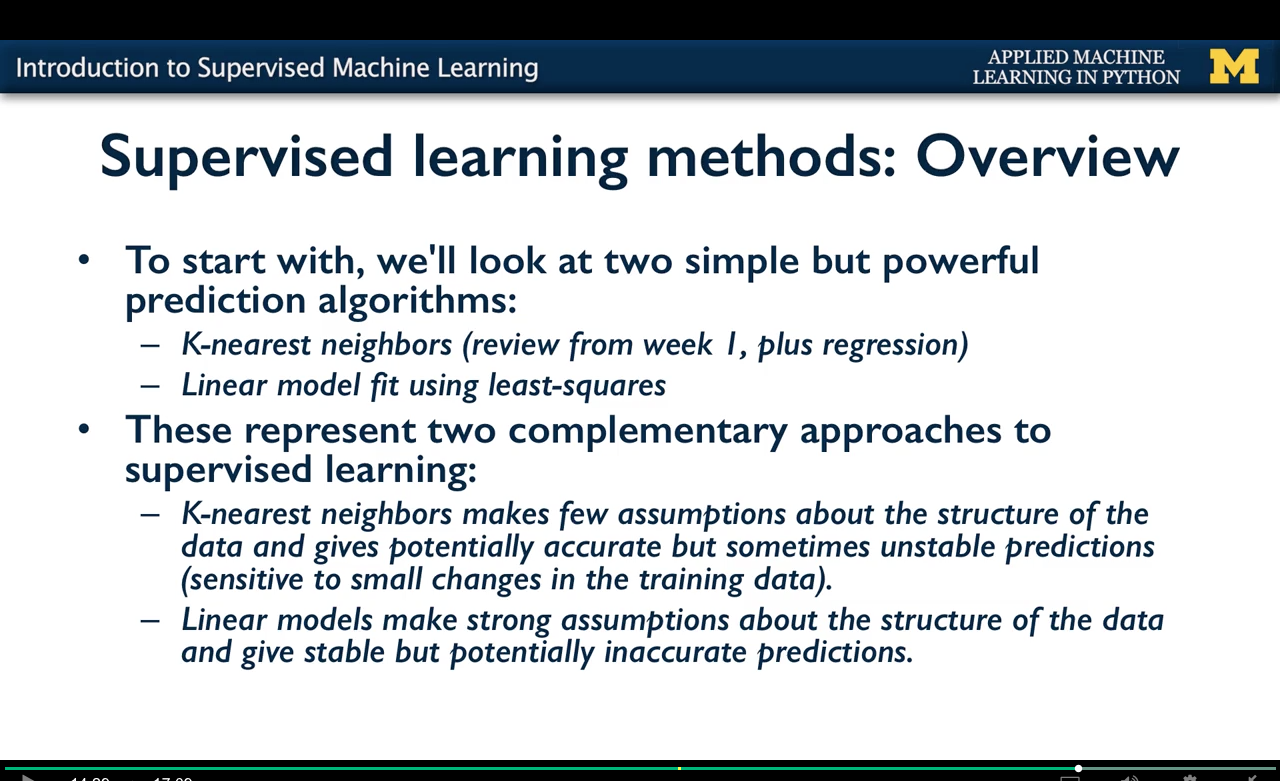 Introduction to Supervised Machine Learning
APPLIED MACHINE
LEARNING IN PYTHON
M
Supervised learning methods: Overview
• To start with, we'll look at two simple but powerful
prediction algorithms:
– K-nearest neighbors (review from week 1, plus regression)
– Linear model fit using least-squares
• These represent two complementary approaches to
supervised learning:
– K-nearest neighbors makes few assumptions about the structure of the
data and gives potentially accurate but sometimes unstable predictions
(sensitive to small changes in the training data).
– Linear models make strong assumptions about the structure of the data
and give stable but potentially inaccurate predictions.